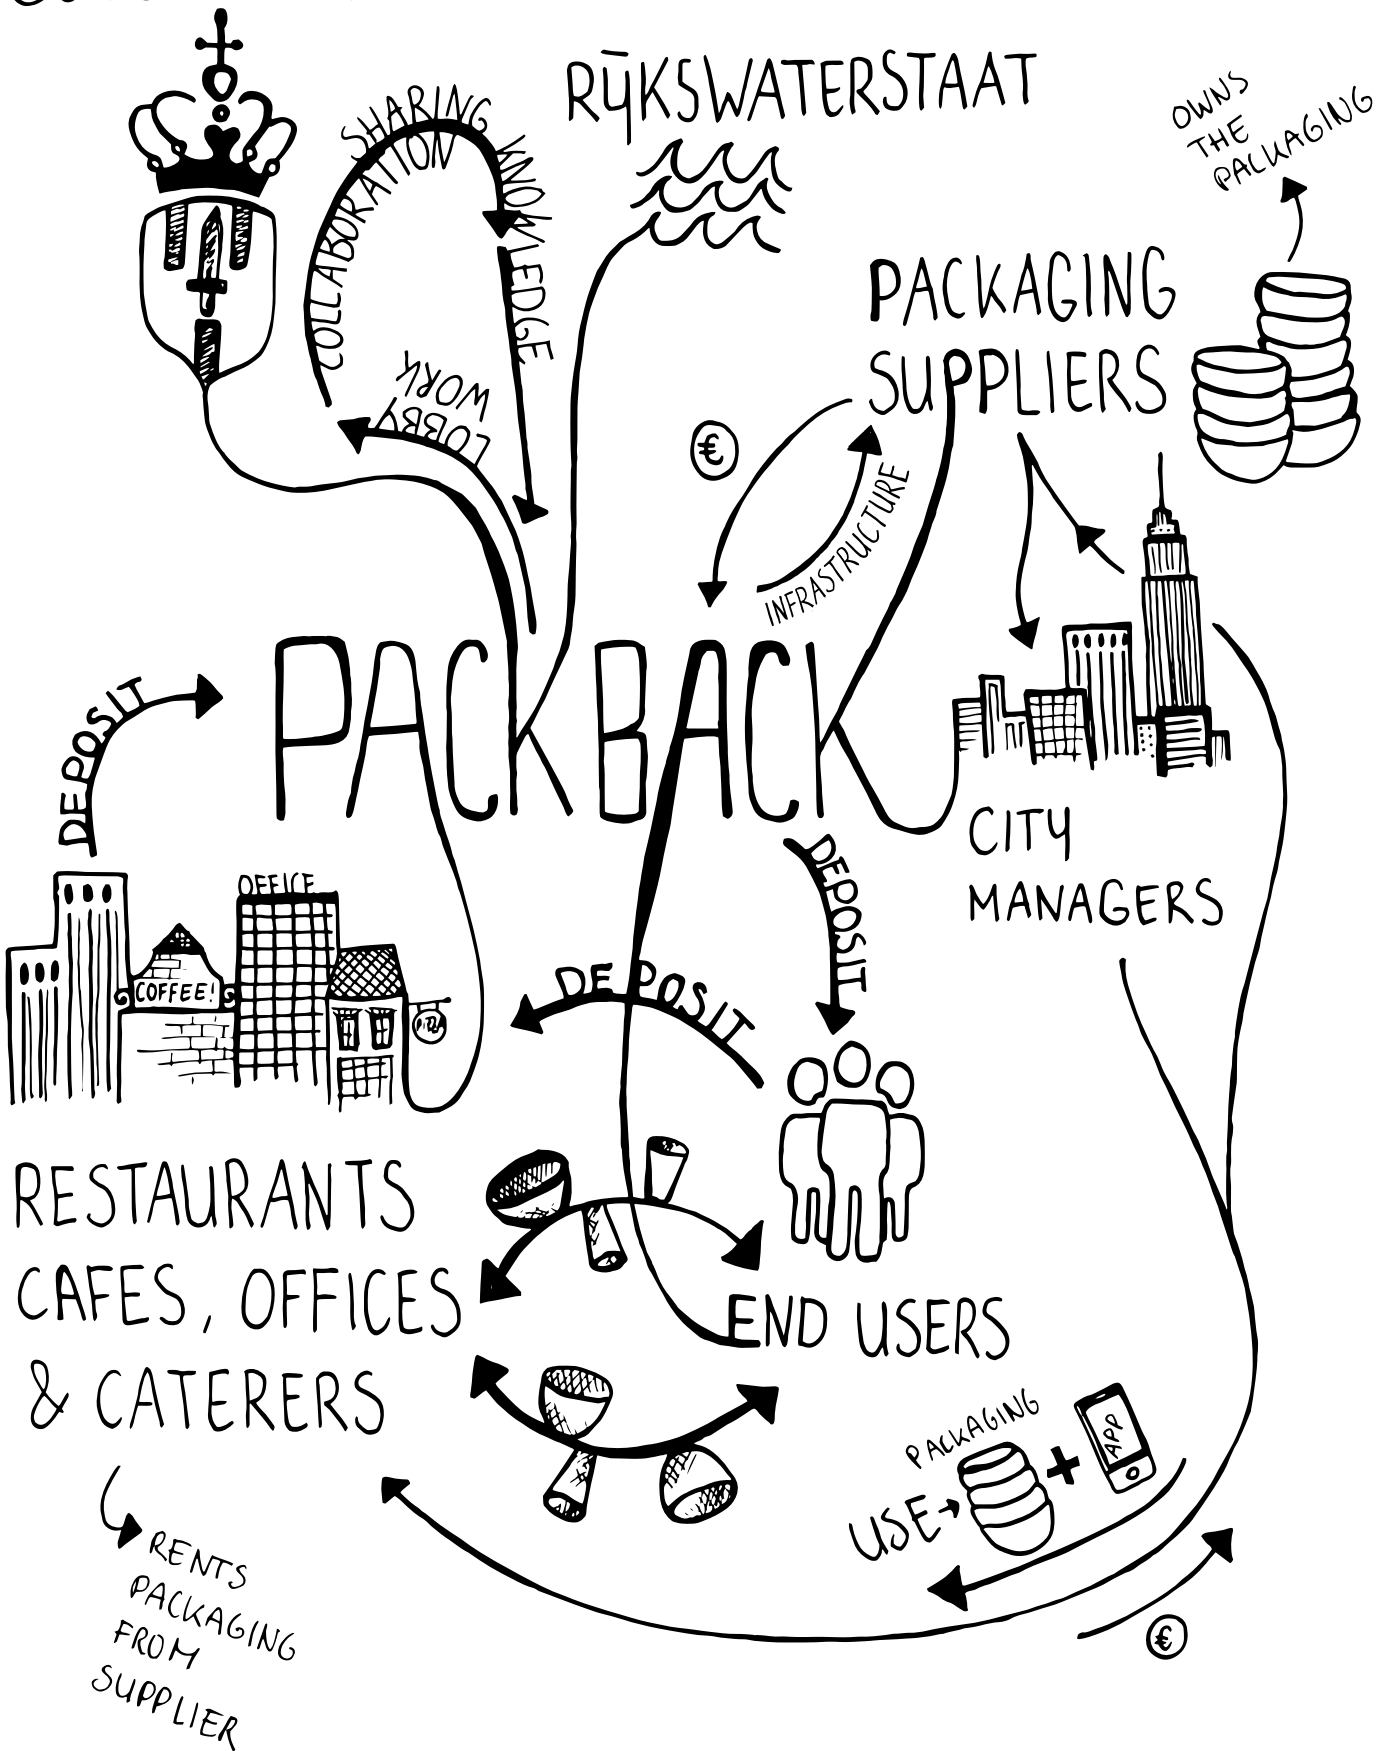 RIJKSWATERSTAAT
OWNS
THE
PACKAGING
COLLABORATION
SHARING KNOWLEDGE
LOBBY
WORK
PACKAGING
SUPPLIERS
€
INFRASTRUCTURE
PACKBACK
DEPOSIT
CITY
MANAGERS
DEPOSIT
OFFICE
COFFEE!
PIZZA
DEPOSIT
RESTAURANTS
CAFES, OFFICES
& CATERERS
END USERS
PACKAGING
USE
+
APP
€
RENTS
PACKAGING
FROM
SUPPLIER